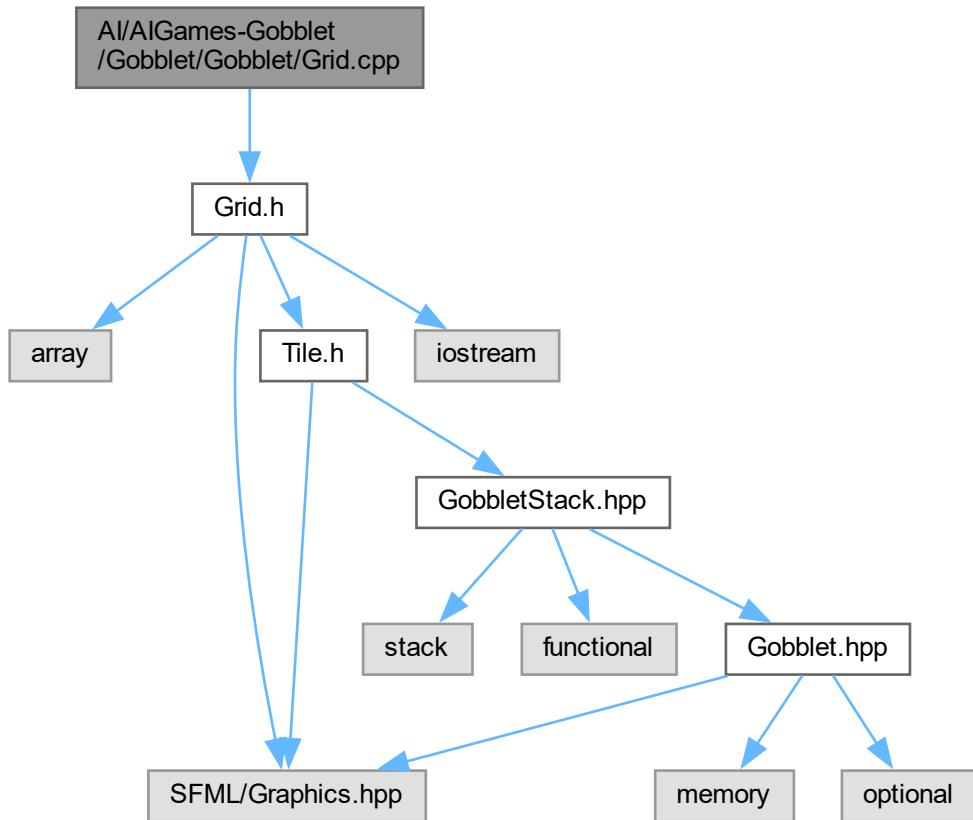 AI/AIGames-Gobblet
/Gobblet/Gobblet/Grid.cpp
Grid.h
array
Tile.h
iostream
GobbletStack.hpp
stack
functional
Gobblet.hpp
SFML/Graphics.hpp
memory
optional